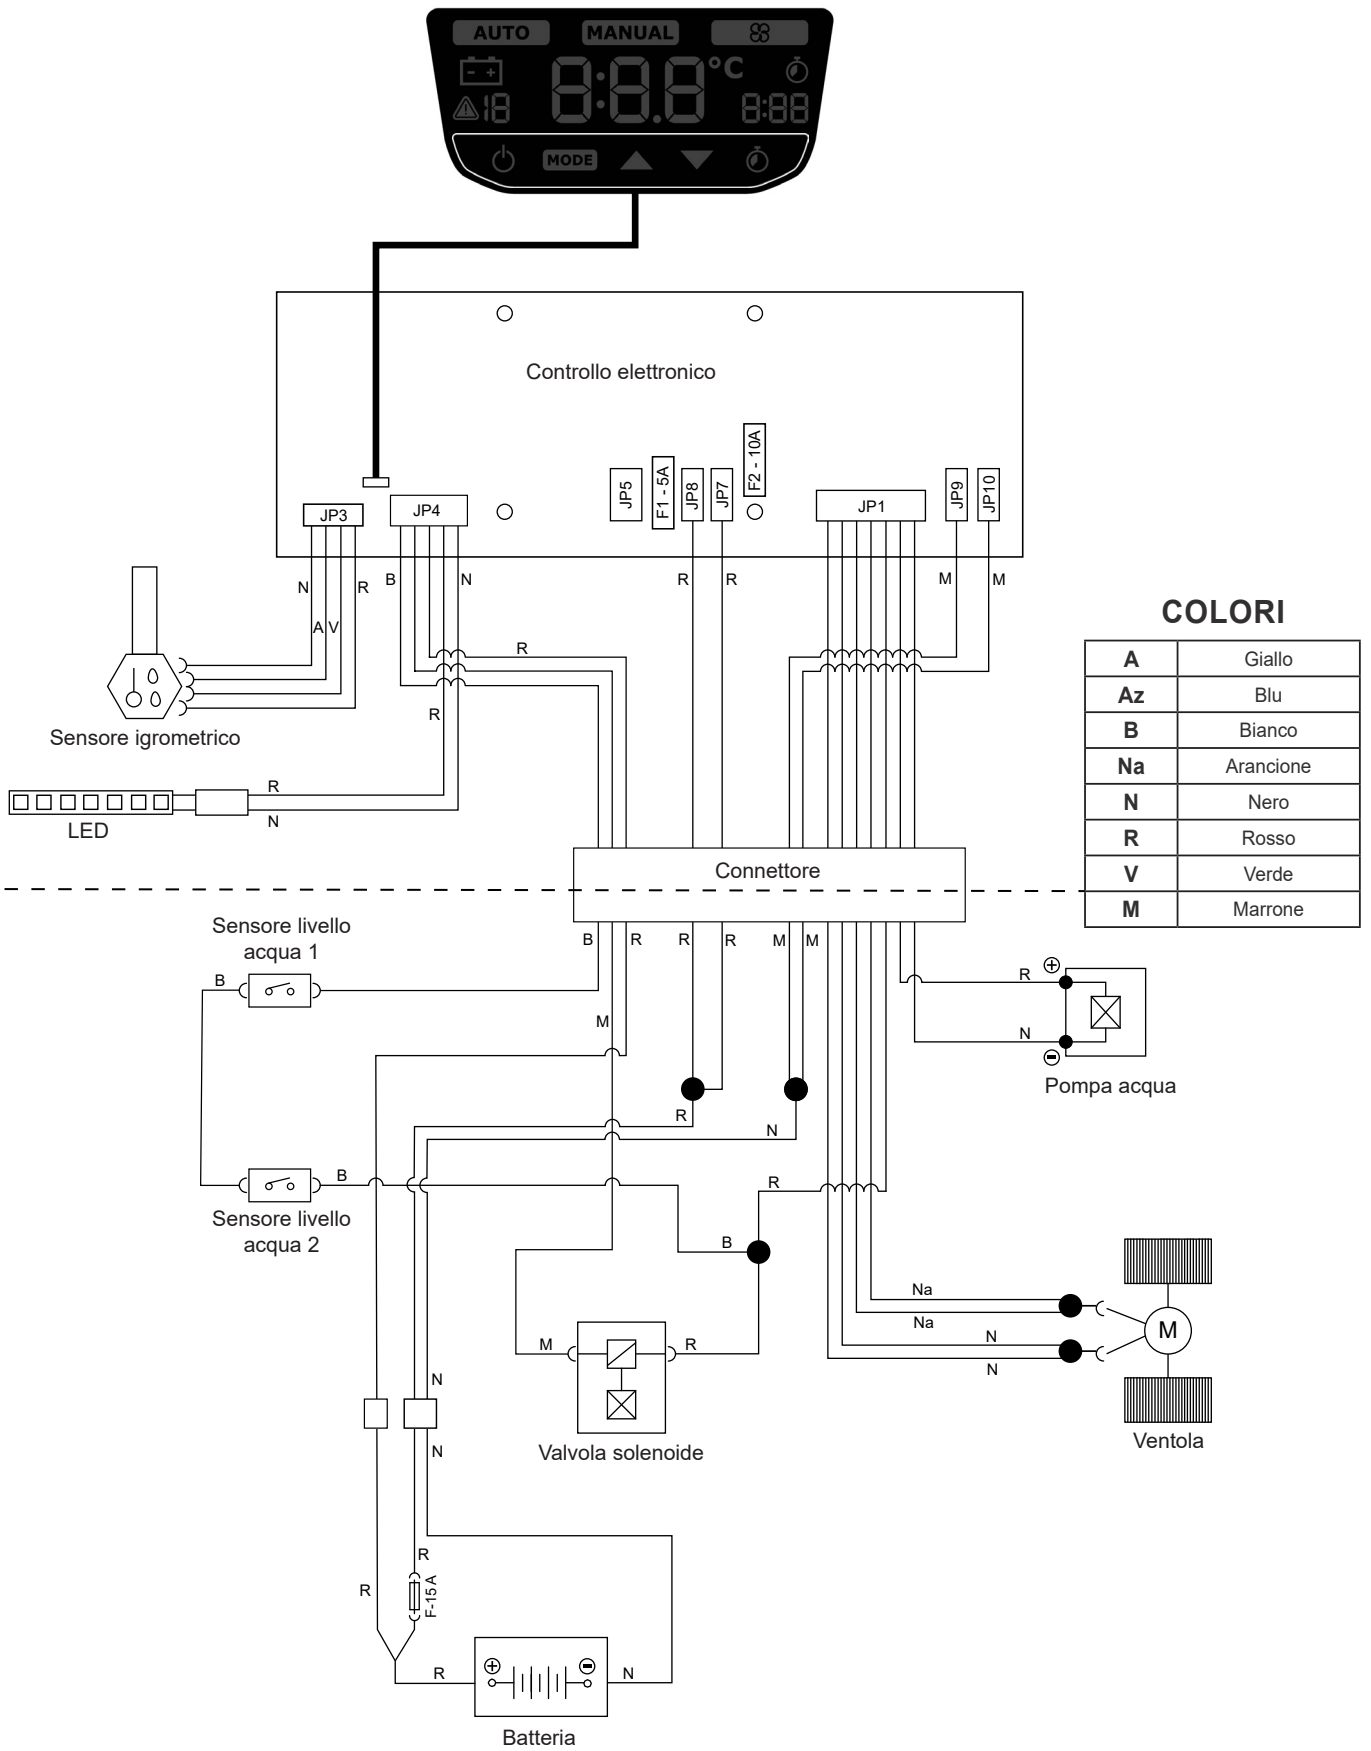 AUTO MANUAL
8:8.8 °C
18 8:88
MODE
Controllo elettronico
JP3
JP4
JP5
F1 - 5A
JP8
JP7
F2 - 10A
JP1
JP9
JP10
N
A
V
R
B
N
R
R
M
M
R
R
Sensore igrometrico
R
N
LED
COLORI
A Giallo
Az Blu
B Bianco
Na Arancione
N Nero
R Rosso
V Verde
M Marrone
Connettore
Sensore livello
acqua 1
B
B
R
R
R
M
M
M
R
N
Pompa acqua
R
N
B
Sensore livello
acqua 2
R
B
Na
Na
N
N
M
Ventola
M
R
Valvola solenoide
N
N
R
R
F-15 A
R
N
Batteria